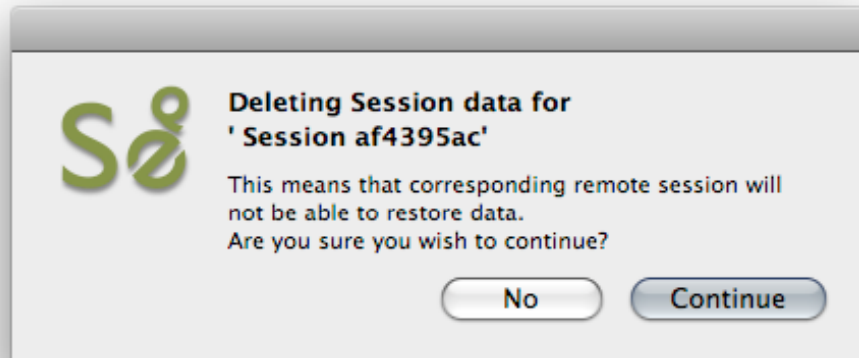 Deleting Session data for
' Session af4395ac'
This means that corresponding remote session will
not be able to restore data.
Are you sure you wish to continue?
No
Continue